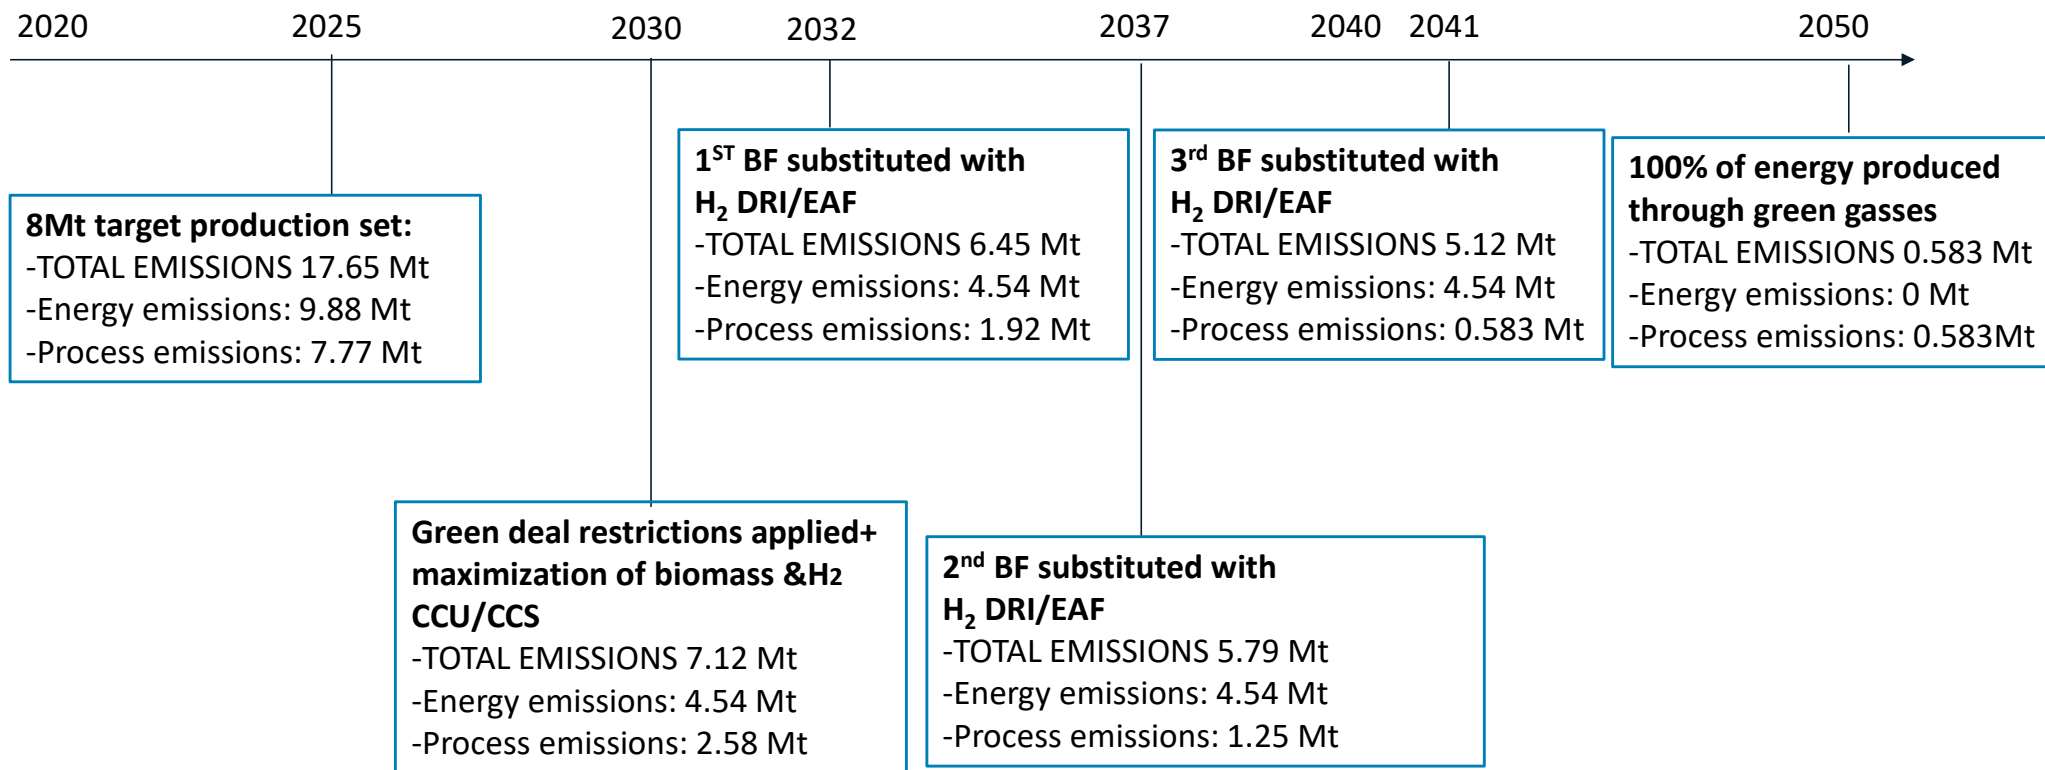 2020 2025 2030 2032 2037 2040 2041 2050
8Mt target production set:
-TOTAL EMISSIONS 17.65 Mt
-Energy emissions: 9.88 Mt
-Process emissions: 7.77 Mt
Green deal restrictions applied+
maximization of biomass &H2
CCU/CCS
-TOTAL EMISSIONS 7.12 Mt
-Energy emissions: 4.54 Mt
-Process emissions: 2.58 Mt
1ST BF substituted with
H₂ DRI/EAF
-TOTAL EMISSIONS 6.45 Mt
-Energy emissions: 4.54 Mt
-Process emissions: 1.92 Mt
2nd BF substituted with
H₂ DRI/EAF
-TOTAL EMISSIONS 5.79 Mt
-Energy emissions: 4.54 Mt
-Process emissions: 1.25 Mt
3rd BF substituted with
H₂ DRI/EAF
-TOTAL EMISSIONS 5.12 Mt
-Energy emissions: 4.54 Mt
-Process emissions: 0.583 Mt
100% of energy produced
through green gasses
-TOTAL EMISSIONS 0.583 Mt
-Energy emissions: 0 Mt
-Process emissions: 0.583Mt